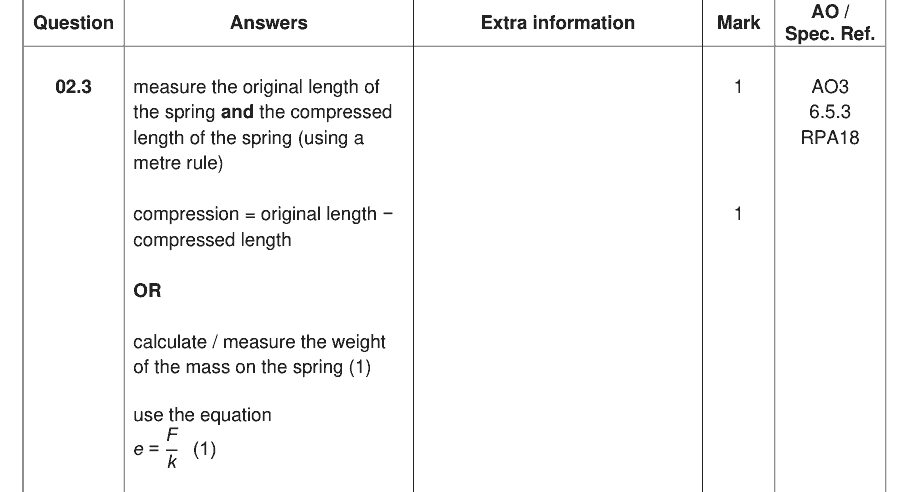 Question Answers Extra information Mark AO /
Spec. Ref.
02.3 measure the original length of 1 AO3
the spring and the compressed 6.5.3
length of the spring (using a RPA18
metre rule)
compression = original length − 1
compressed length
OR
calculate / measure the weight
of the mass on the spring (1)
use the equation
e = F/k (1)